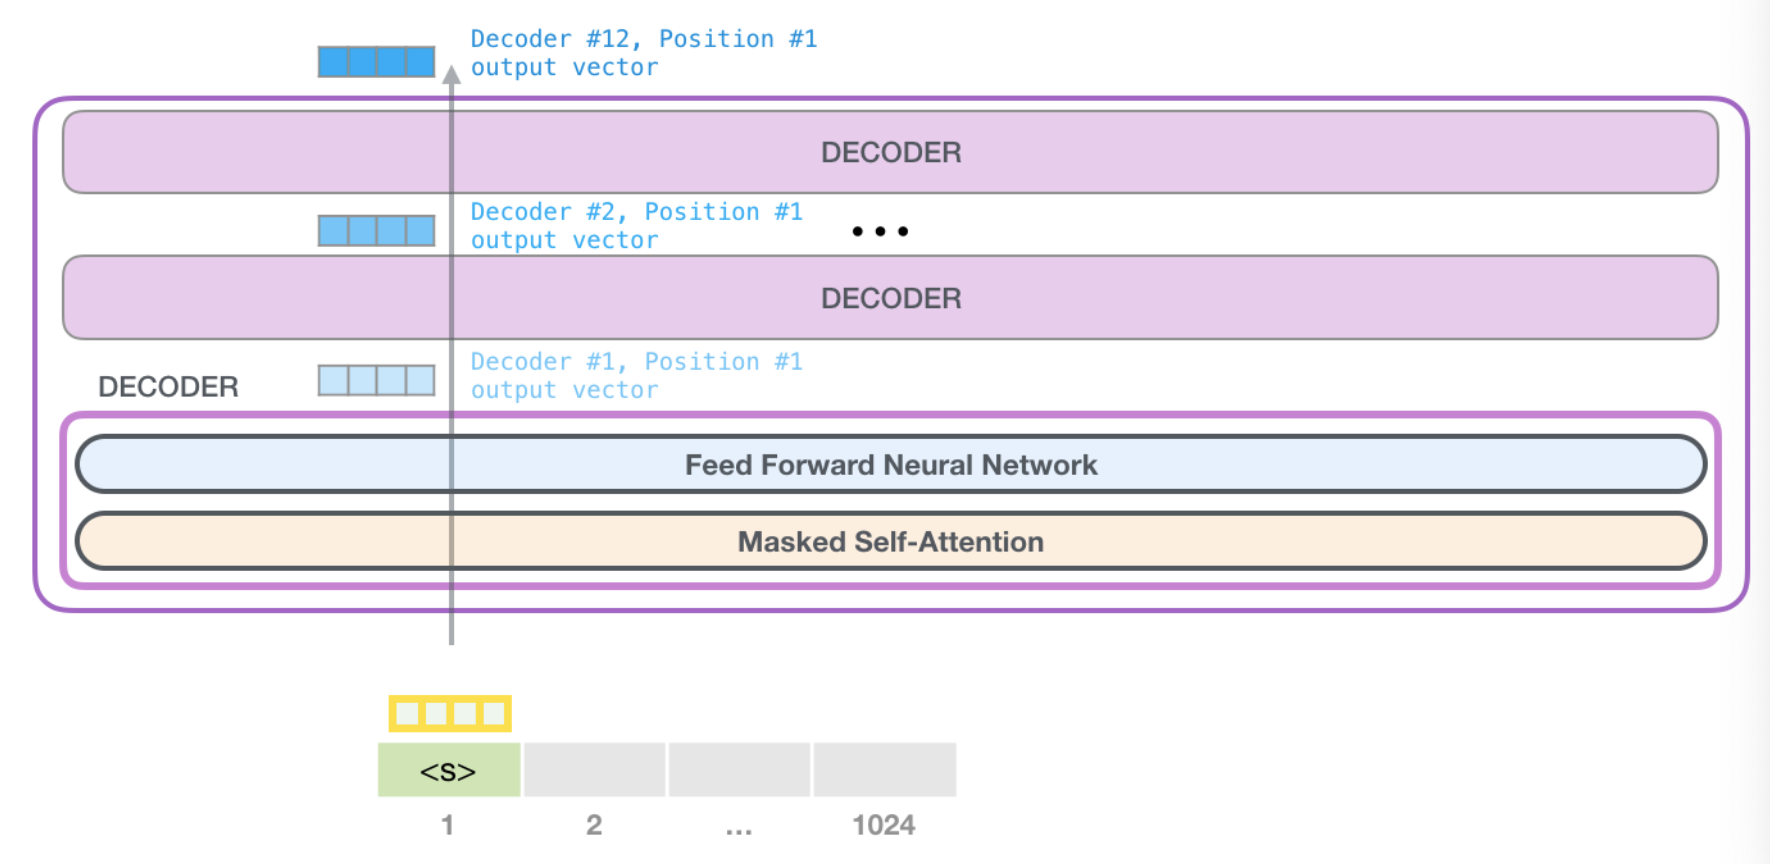 Decoder #12, Position #1
output vector
DECODER
Decoder #2, Position #1
output vector
...
DECODER
Decoder #1, Position #1
output vector
DECODER
Feed Forward Neural Network
Masked Self-Attention
<s>
1 2 ... 1024